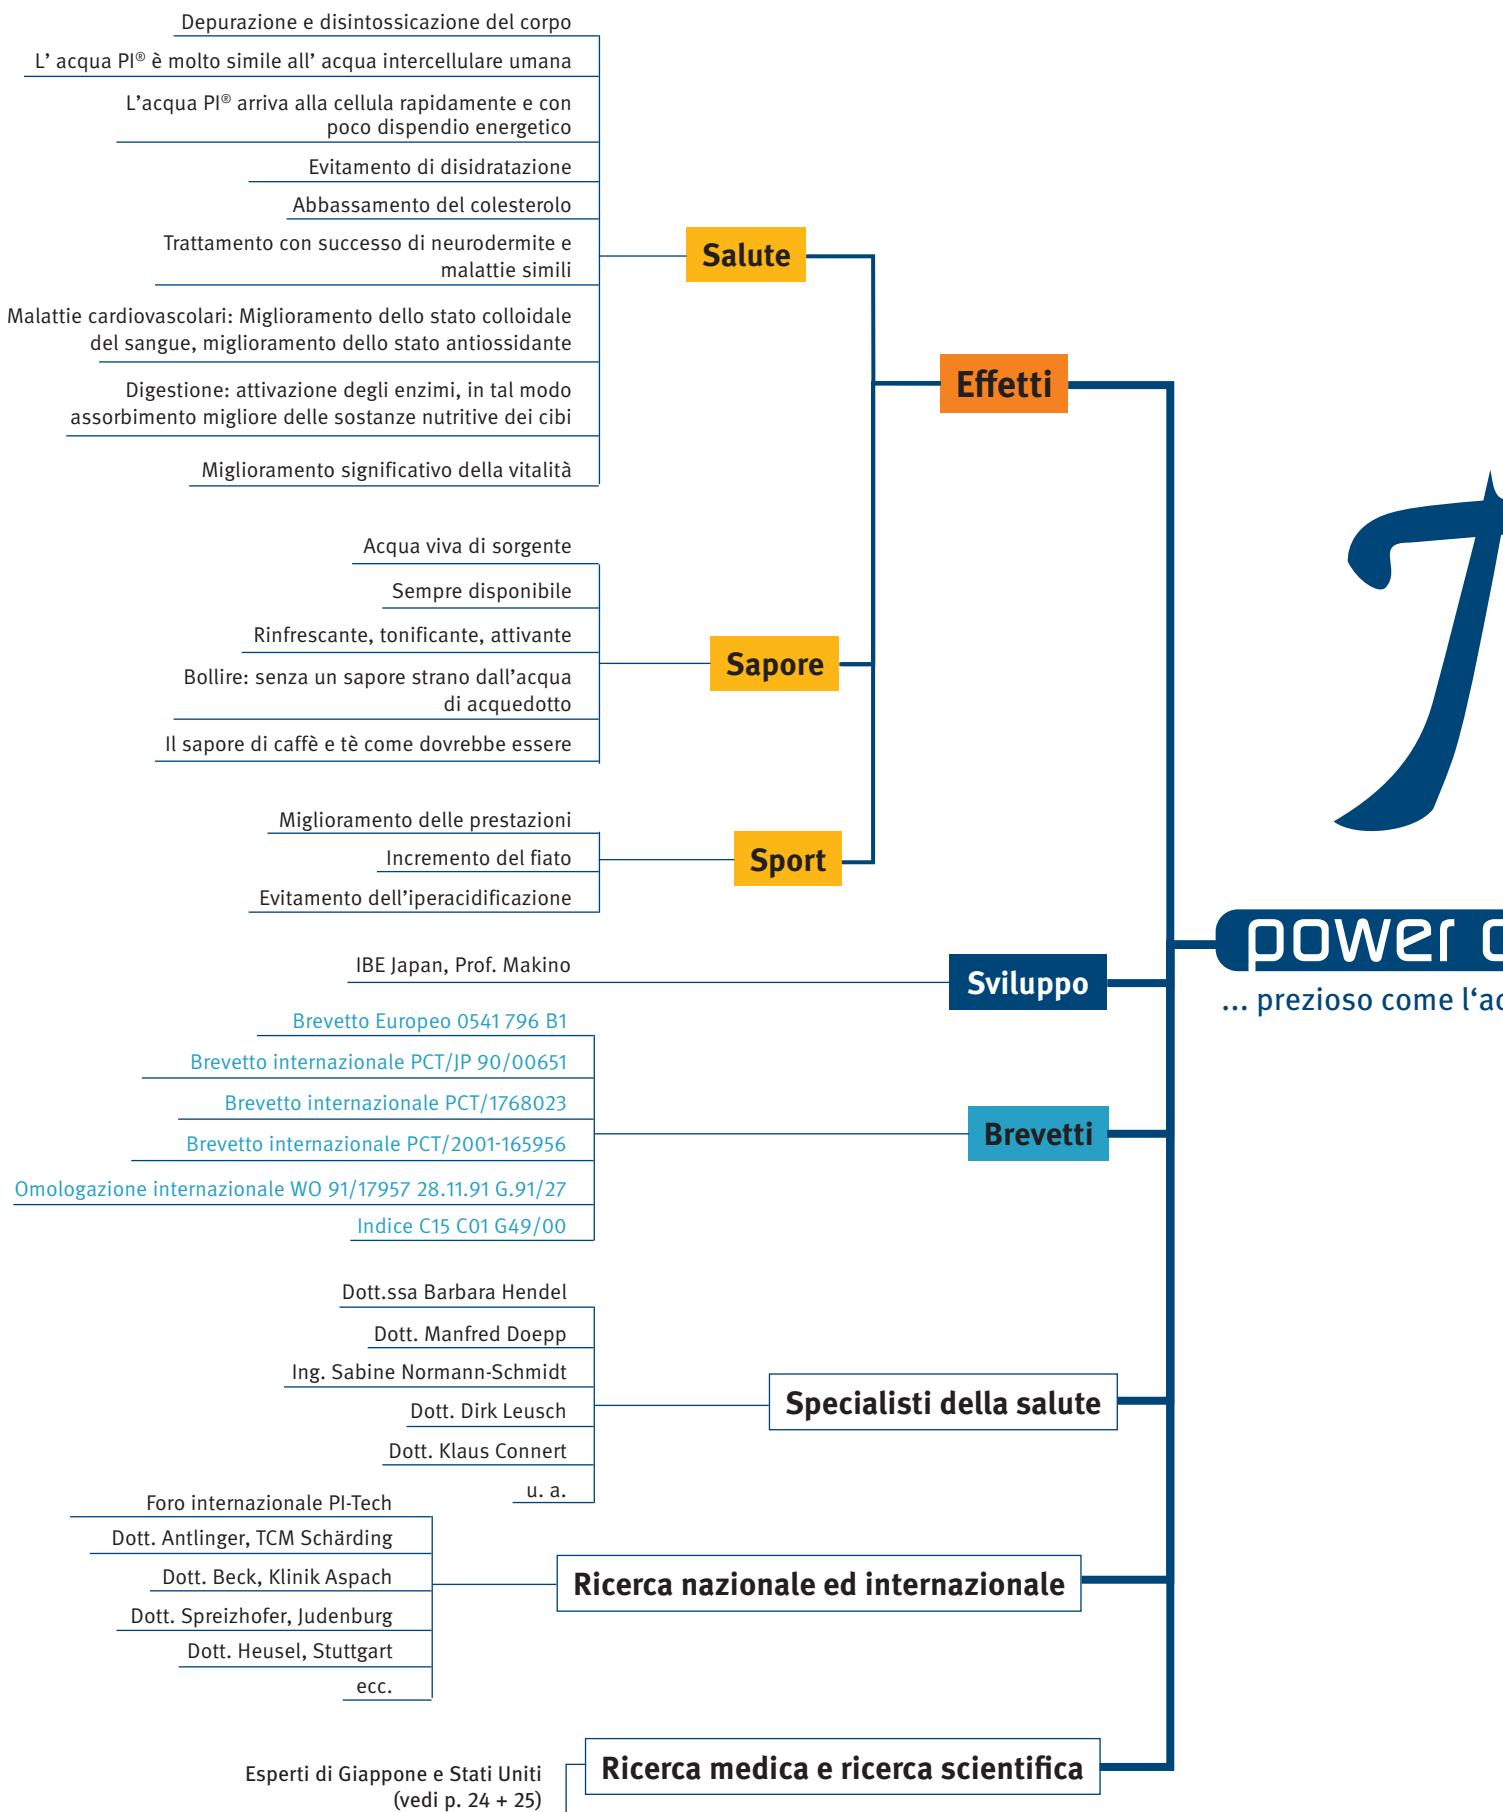 Depurazione e disintossicazione del corpo
L’ acqua PI® è molto simile all’ acqua intercellulare umana
L’acqua PI® arriva alla cellula rapidamente e con
poco dispendio energetico
Evitamento di disidratazione
Abbassamento del colesterolo
Trattamento con successo di neurodermite e
malattie simili
Malattie cardiovascolari: Miglioramento dello stato colloidale
del sangue, miglioramento dello stato antiossidante
Digestione: attivazione degli enzimi, in tal modo
assorbimento migliore delle sostanze nutritive dei cibi
Miglioramento significativo della vitalità
Salute
Effetti
Acqua viva di sorgente
Sempre disponibile
Rinfrescante, tonificante, attivante
Bollire: senza un sapore strano dall’acqua
di acquedotto
Il sapore di caffè e tè come dovrebbe essere
Sapore
Miglioramento delle prestazioni
Incremento del fiato
Evitamento dell’iperacidificazione
Sport
power
... prezioso come l‘ac
IBE Japan, Prof. Makino
Sviluppo
Brevetto Europeo 0541 796 B1
Brevetto internazionale PCT/JP 90/00651
Brevetto internazionale PCT/1768023
Brevetto internazionale PCT/2001-165956
Omologazione internazionale WO 91/17957 28.11.91 G.91/27
Indice C15 C01 G49/00
Brevetti
Dott.ssa Barbara Hendel
Dott. Manfred Doepp
Ing. Sabine Normann-Schmidt
Dott. Dirk Leusch
Dott. Klaus Connert
u. a.
Specialisti della salute
Foro internazionale PI-Tech
Dott. Antlinger, TCM Schärding
Dott. Beck, Klinik Aspach
Dott. Spreizhofer, Judenburg
Dott. Heusel, Stuttgart
ecc.
Ricerca nazionale ed internazionale
Ricerca medica e ricerca scientifica
Esperti di Giappone e Stati Uniti
(vedi p. 24 + 25)